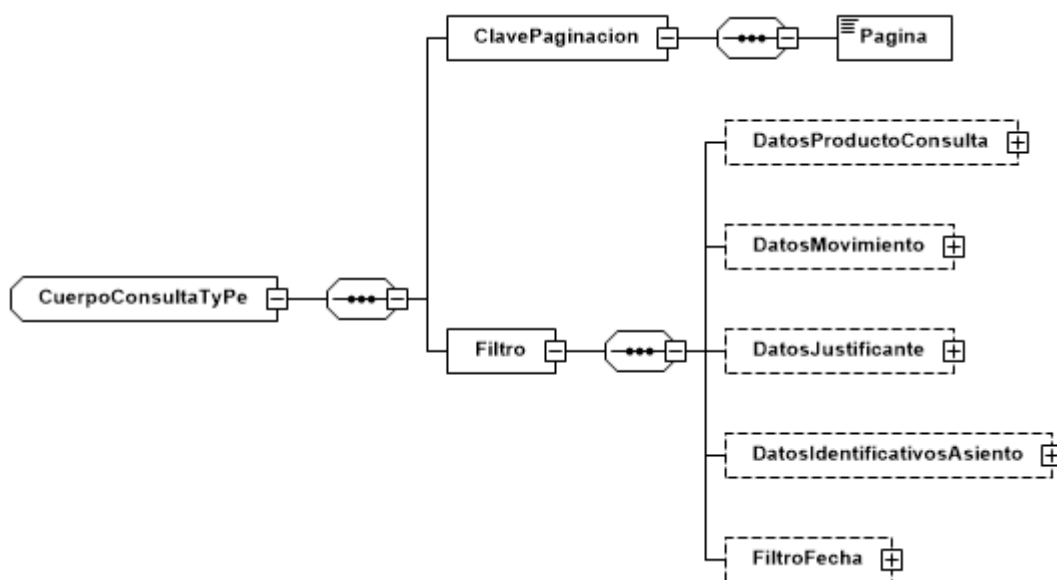 ClavePaginacion
Pagina
DatosProductoConsulta
DatosMovimiento
CuerpoConsultaTyPe
Filtro
DatosJustificante
DatosIdentificativosAsiento
FiltroFecha